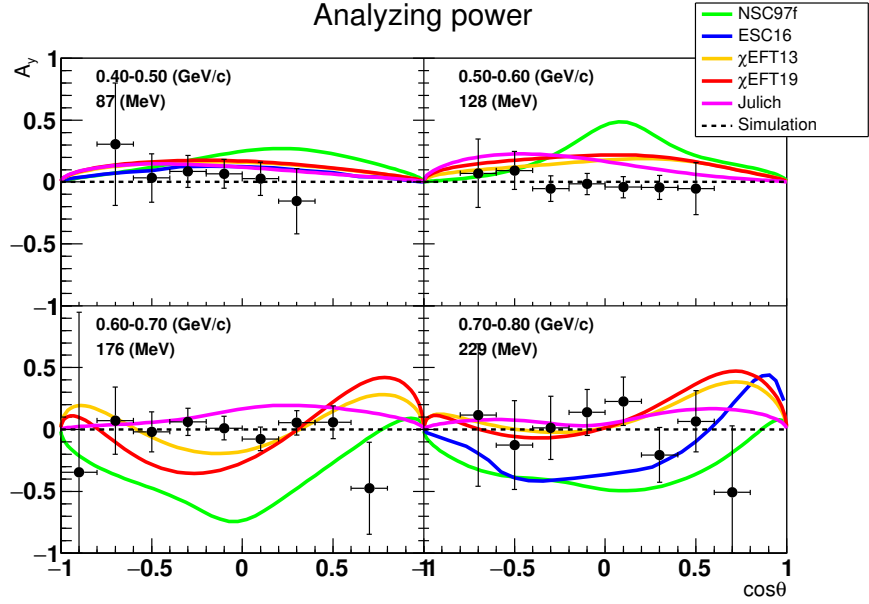 Analyzing power
NSC97f
ESC16
χEFT13
χEFT19
Julich
Simulation
A_y
1
0.5
0
−0.5
−1
0.40-0.50 (GeV/c)
87 (MeV)
0.50-0.60 (GeV/c)
128 (MeV)
0.5
0
−0.5
−1
0.60-0.70 (GeV/c)
176 (MeV)
0.70-0.80 (GeV/c)
229 (MeV)
−1 −0.5 0 0.5 1
−1 −0.5 0 0.5 1
cosθ